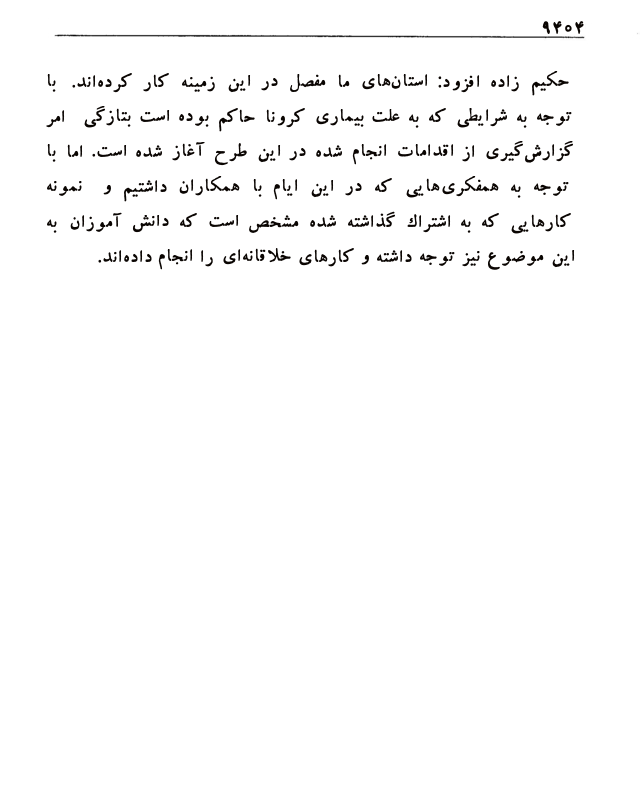 ۹۴۰۴
حکیم زاده افزود: استان‌های ما مفصل در این زمینه کار کرده‌اند. با
توجه به شرایطی که به علت بیماری کرونا حاکم بوده است بتازگی امر
گزارش‌گیری از اقدامات انجام شده در این طرح آغاز شده است. اما با
توجه به همفکری‌هایی که در این ایام با همکاران داشتیم و نمونه
کارهایی که به اشتراك گذاشته شده مشخص است که دانش آموزان به
این موضوع نیز توجه داشته و کارهای خلاقانه‌ای را انجام داده‌اند.